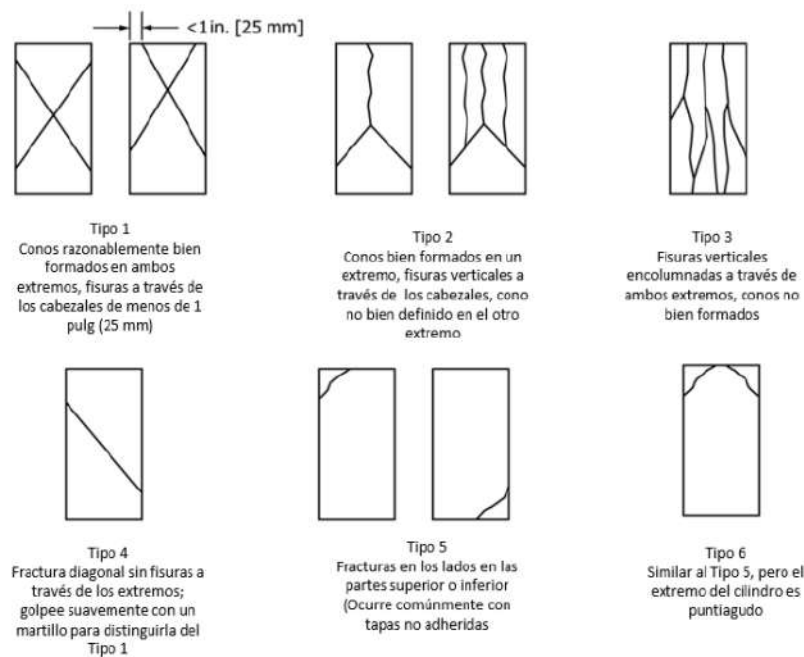 <1in. [25 mm]
Tipo 1
Conos razonablemente bien
formados en ambos
extremos, fisuras a través de
los cabezales de menos de 1
pulg (25 mm)
Tipo 2
Conos bien formados en un
extremo, fisuras verticales a
través de los cabezales, cono
no bien definido en el otro
extremo
Tipo 3
Fisuras verticales
encolumnadas a través de
ambos extremos, conos no
bien formados
Tipo 4
Fractura diagonal sin fisuras a
través de los extremos;
golpee suavemente con un
martillo para distinguirla del
Tipo 1
Tipo 5
Fracturas en los lados en las
partes superior o inferior
(Ocurre comúnmente con
tapas no adheridas
Tipo 6
Similar al Tipo 5, pero el
extremo del cilindro es
puntiagudo